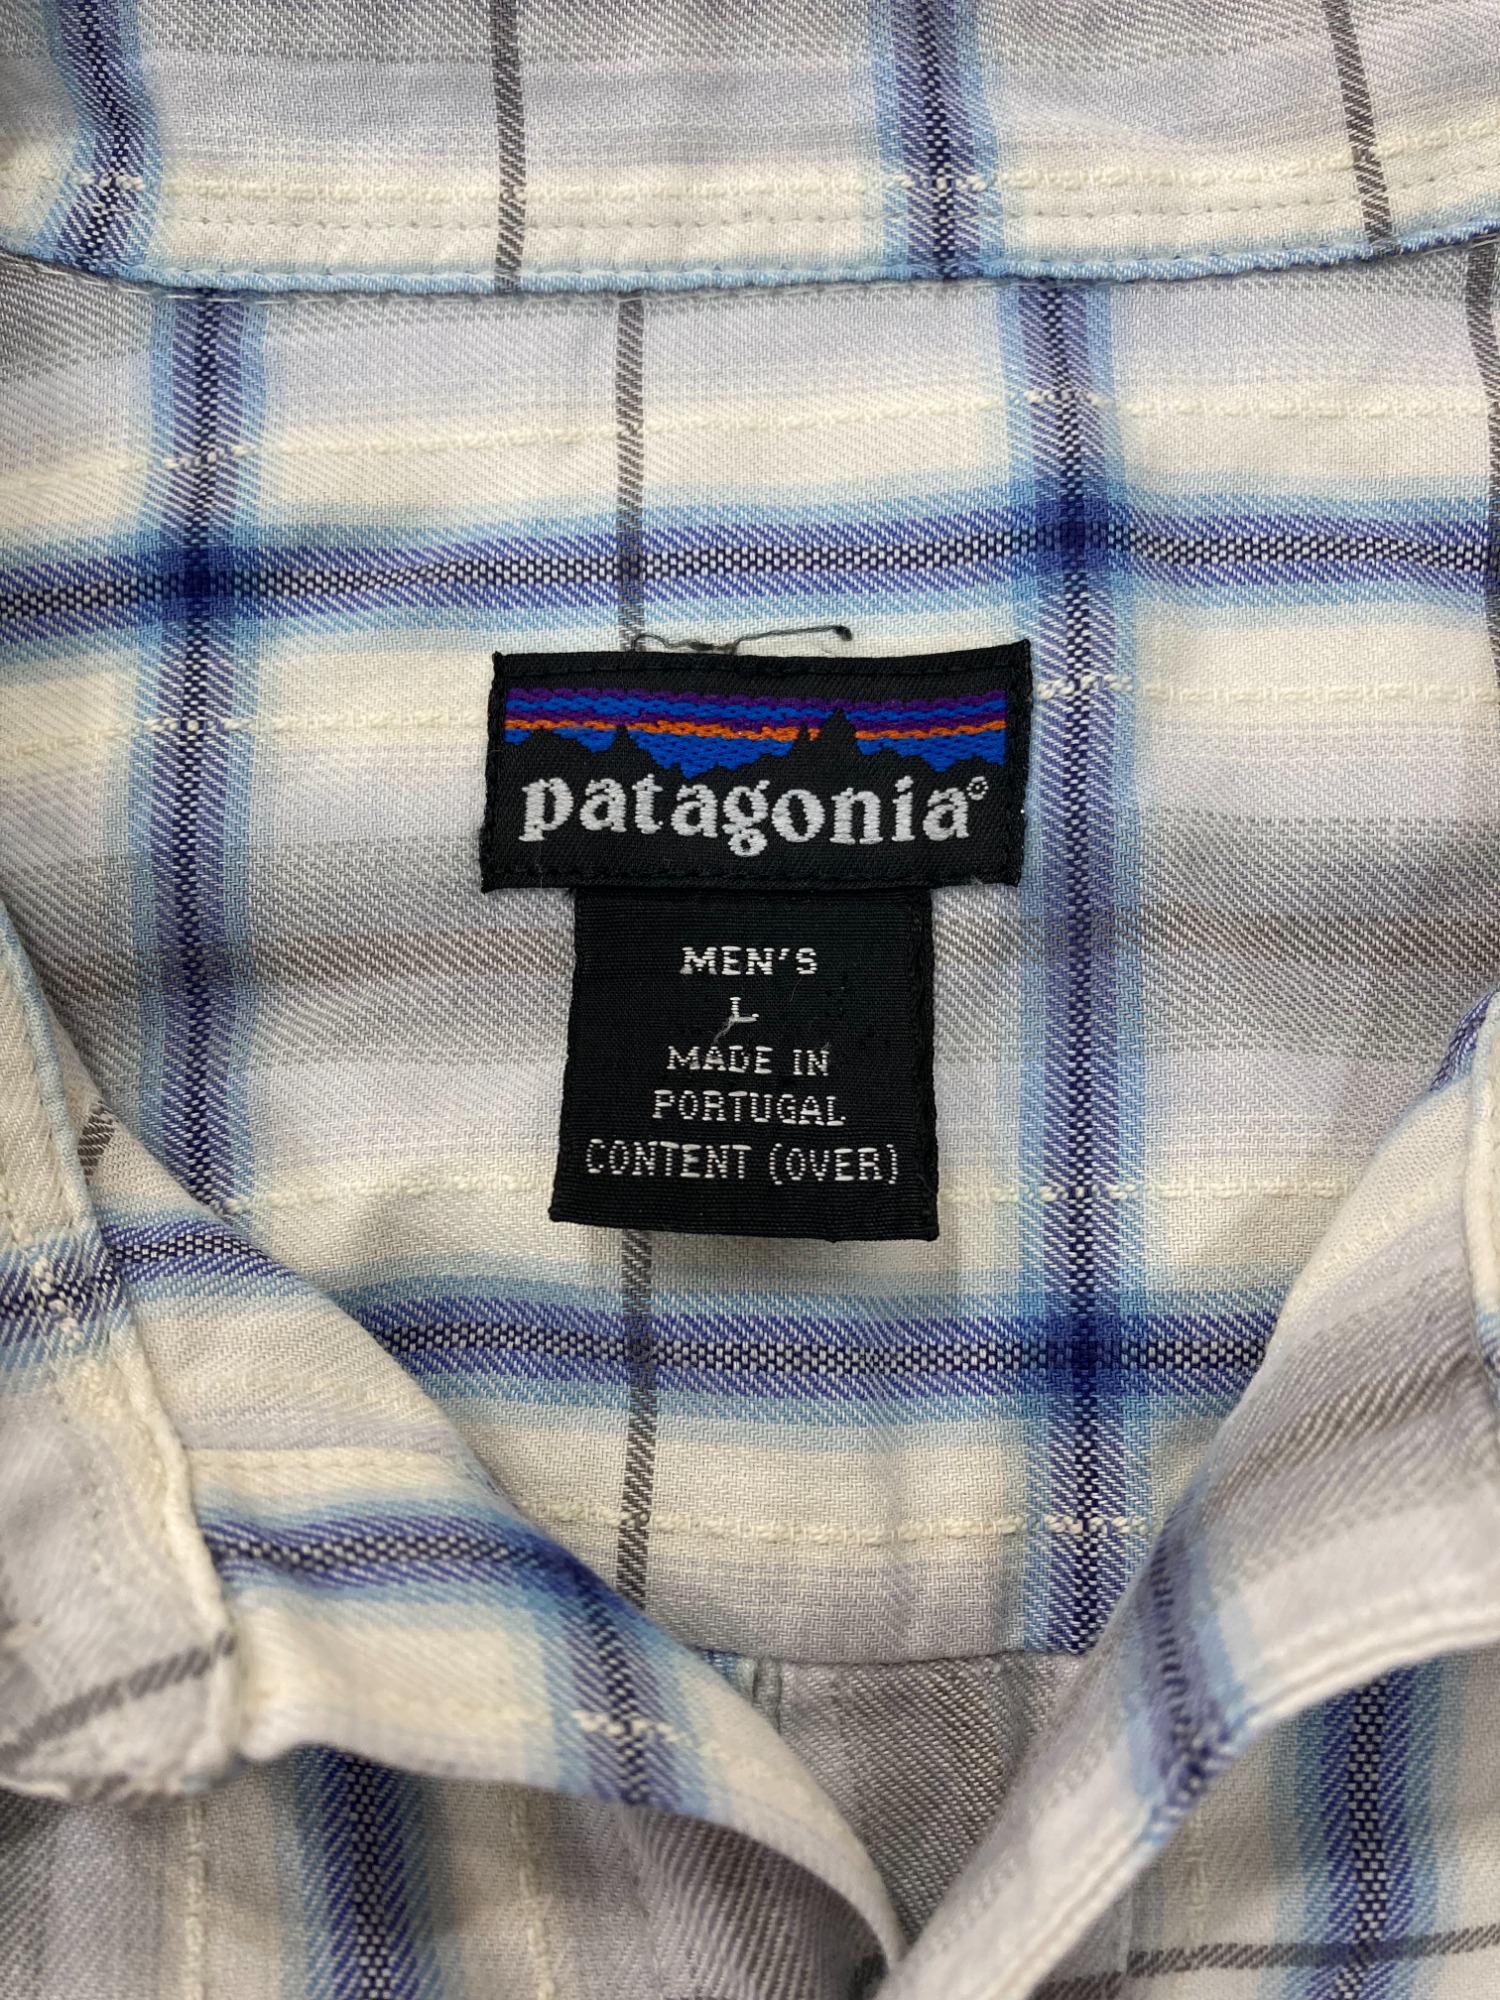 patagonia®
MEN'S
L
MADE IN
PORTUGAL
CONTENT (OVER)